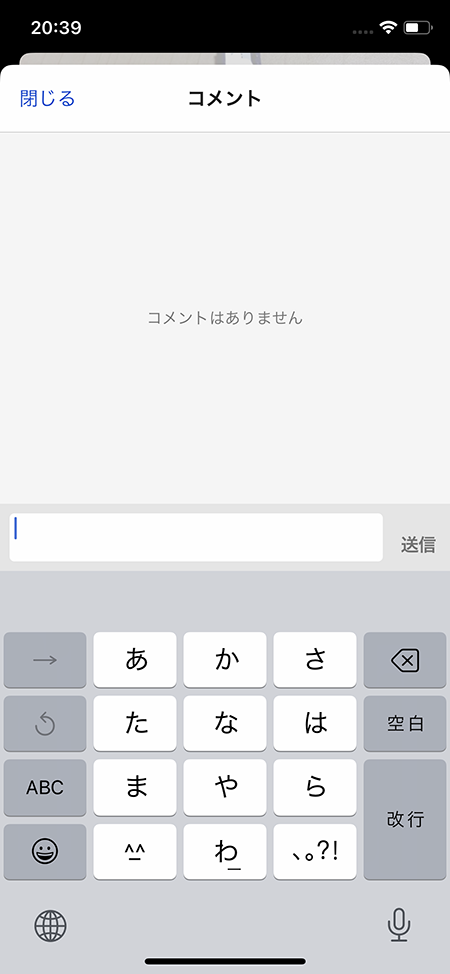 20:39
閉じる コメント
コメントはありません
送信
→ あ か さ
た な は 空白
ABC ま や ら 改行
^^ わ_ 、。?!